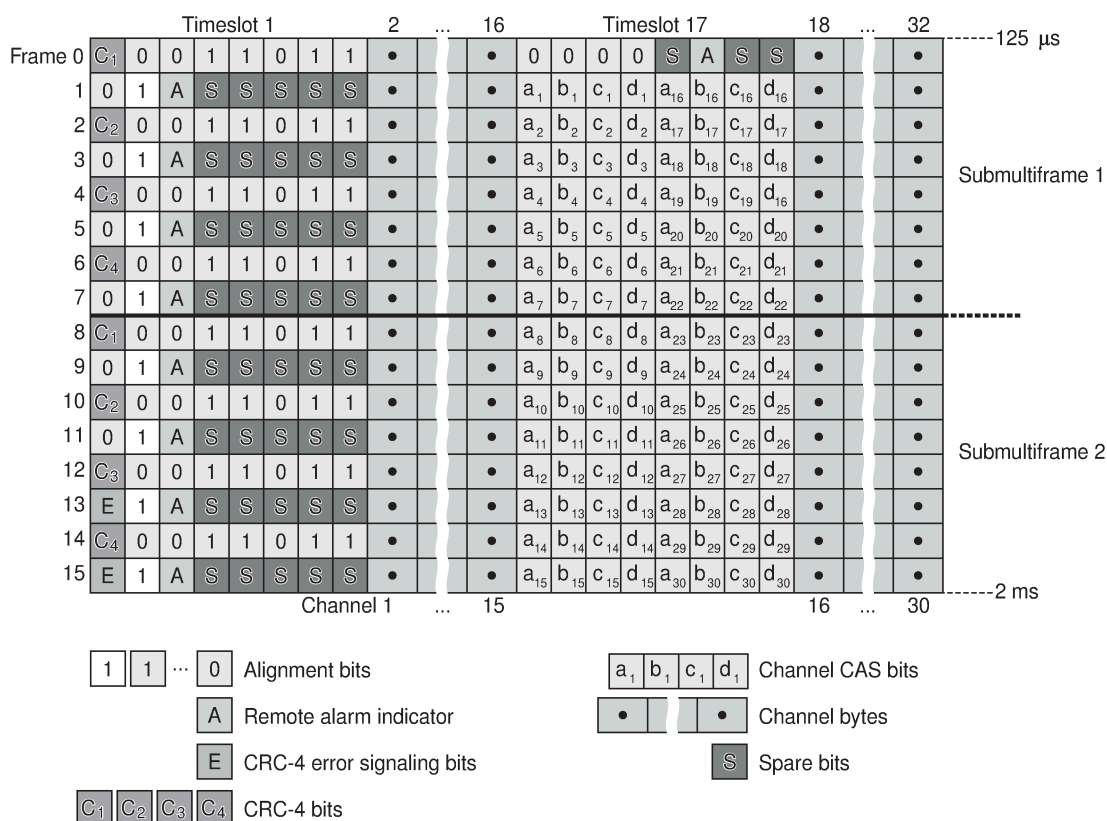 Timeslot 1 2 ... 16 Timeslot 17 18 ... 32
Frame 0 C1 0 0 1 1 0 1 1 • • 0 0 0 0 S A S S • • 125 µs
1 0 1 A S S S S S • • a1 b1 c1 d1 a16 b16 c16 d16 • •
2 C2 0 0 1 1 0 1 1 • • a2 b2 c2 d2 a17 b17 c17 d17 • •
3 0 1 A S S S S S • • a3 b3 c3 d3 a18 b18 c18 d18 • •
Submultiframe 1
4 C3 0 0 1 1 0 1 1 • • a4 b4 c4 d4 a19 b19 c19 d16 • •
5 0 1 A S S S S S • • a5 b5 c5 d5 a20 b20 c20 d20 • •
6 C4 0 0 1 1 0 1 1 • • a6 b6 c6 d6 a21 b21 c21 d21 • •
7 0 1 A S S S S S • • a7 b7 c7 d7 a22 b22 c22 d22 • •
8 C1 0 0 1 1 0 1 1 • • a8 b8 c8 d8 a23 b23 c23 d23 • •
9 0 1 A S S S S S • • a9 b9 c9 d9 a24 b24 c24 d24 • •
10 C2 0 0 1 1 0 1 1 • • a10 b10 c10 d10 a25 b25 c25 d25 • •
11 0 1 A S S S S S • • a11 b11 c11 d11 a26 b26 c26 d26 • •
Submultiframe 2
12 C3 0 0 1 1 0 1 1 • • a12 b12 c12 d12 a27 b27 c27 d27 • •
13 E 1 A S S S S S • • a13 b13 c13 d13 a28 b28 c28 d28 • •
14 C4 0 0 1 1 0 1 1 • • a14 b14 c14 d14 a29 b29 c29 d29 • •
15 E 1 A S S S S S • • a15 b15 c15 d15 a30 b30 c30 d30 • • 2 ms
Channel 1 ... 15 16 ... 30
1 1 ... 0 Alignment bits
A Remote alarm indicator
E CRC-4 error signaling bits
C1 C2 C3 C4 CRC-4 bits
a1 b1 c1 d1 Channel CAS bits
• • Channel bytes
S Spare bits